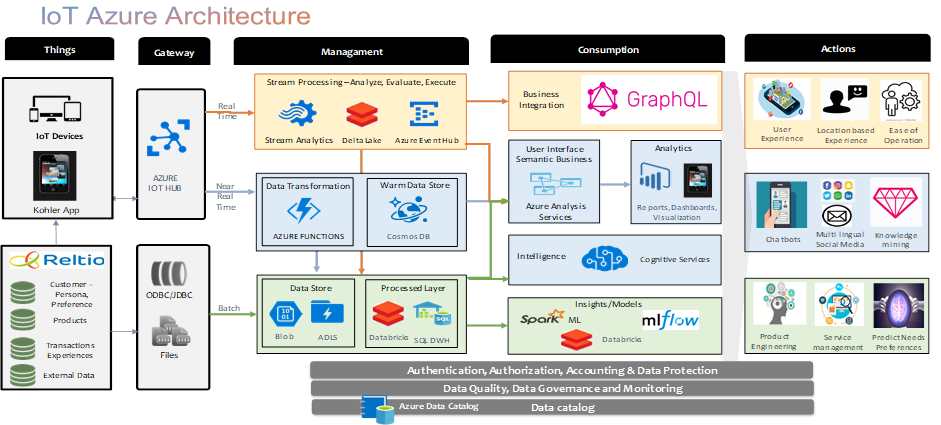 IoT Azure Architecture
Things
Gateway
Managament
Consumption
Actions
IoT Devices
Kohler App
Reltio
Customer –
Persona,
Preference
Products
Transactions
Experiences
External Data
AZURE
IOT HUB
ODBC/JDBC
Files
Real
Time
Near
Real
Time
Batch
Stream Processing – Analyze, Evaluate, Execute
Stream Analytics
Delta Lake
Azure Event Hub
Data Transformation
AZURE FUNCTIONS
Warm Data Store
Cosmos DB
Data Store
10
01
Blob
ADLS
Processed Layer
Databricks
SQL
SQL DWH
Business
Integration
GraphQL
User Interface
Semantic Business
Azure Analysis
Services
Analytics
Reports, Dashboards,
Visualization
Intelligence
Cognitive Services
Insights/Models
Spark ML
Databricks
mlflow
User
Experience
Location based
Experience
Ease of
Operation
Chatbots
Multi lingual
Social Media
Knowledge
mining
Product
Engineering
Service
management
Predict Needs
Preferences
Authentication, Authorization, Accounting & Data Protection
Data Quality, Data Governance and Monitoring
Azure Data Catalog
Data catalog